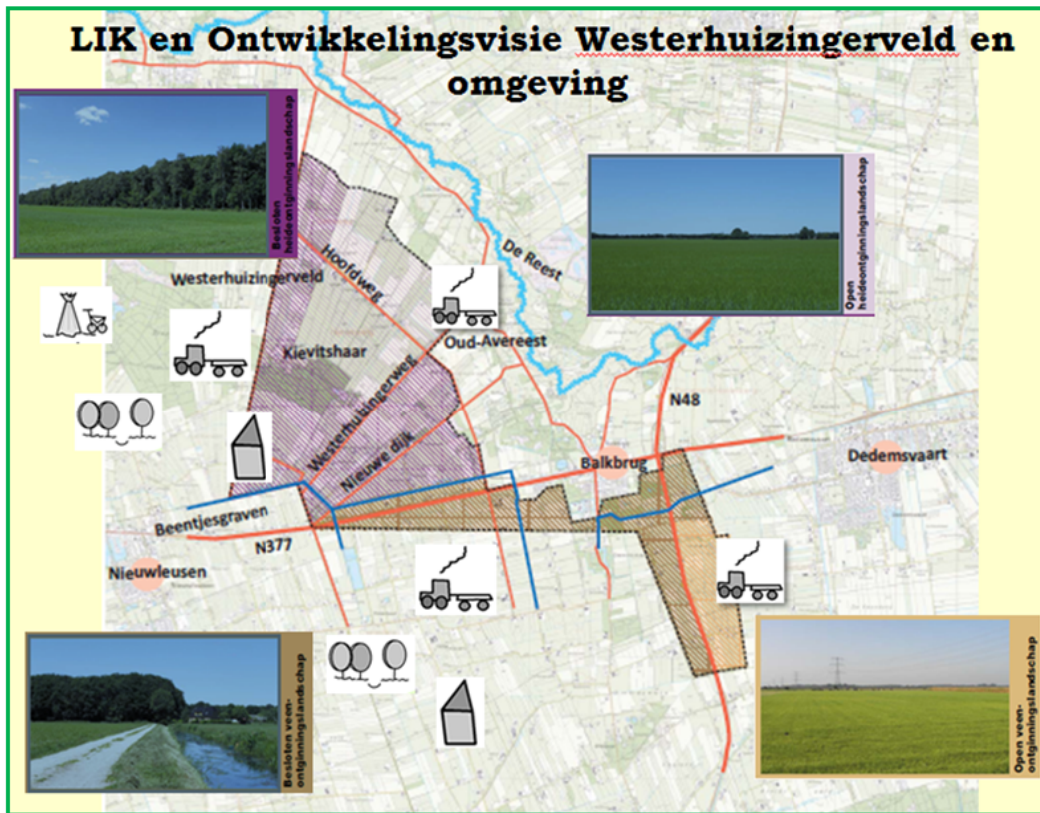 LIK en Ontwikkelingsvisie Westerhuizingerveld en
omgeving
Besloten
heideontginningslandschap
Open
heideontginningslandschap
De Reest
Hoofdweg
Westerhuizingerveld
Kievitshaar
Oud-Avereest
Westerhuizingerweg
Nieuwe dijk
N48
Balkbrug
Dedemsvaart
Beentjesgraven
N377
Nieuwleusen
Besloten veen-
ontginningslandschap
Open veen-
ontginningslandschap